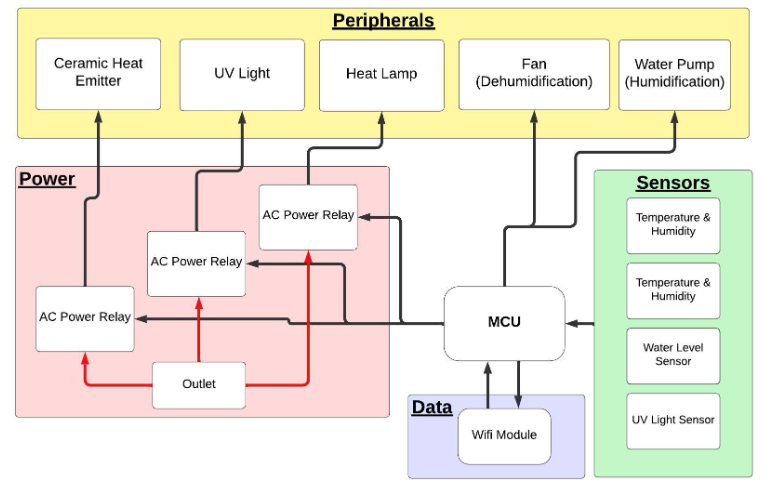 Peripherals
Ceramic Heat
Emitter
UV Light
Heat Lamp
Fan
(Dehumidification)
Water Pump
(Humidification)
Power
AC Power Relay
AC Power Relay
AC Power Relay
Outlet
MCU
Data
Wifi Module
Sensors
Temperature &
Humidity
Temperature &
Humidity
Water Level
Sensor
UV Light Sensor